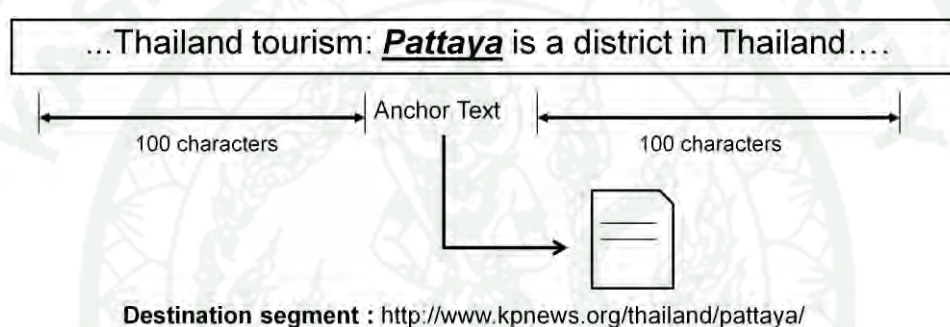 ...Thailand tourism: Pattaya is a district in Thailand....
Anchor Text
100 characters 100 characters
Destination segment : http://www.kpnews.org/thailand/pattaya/